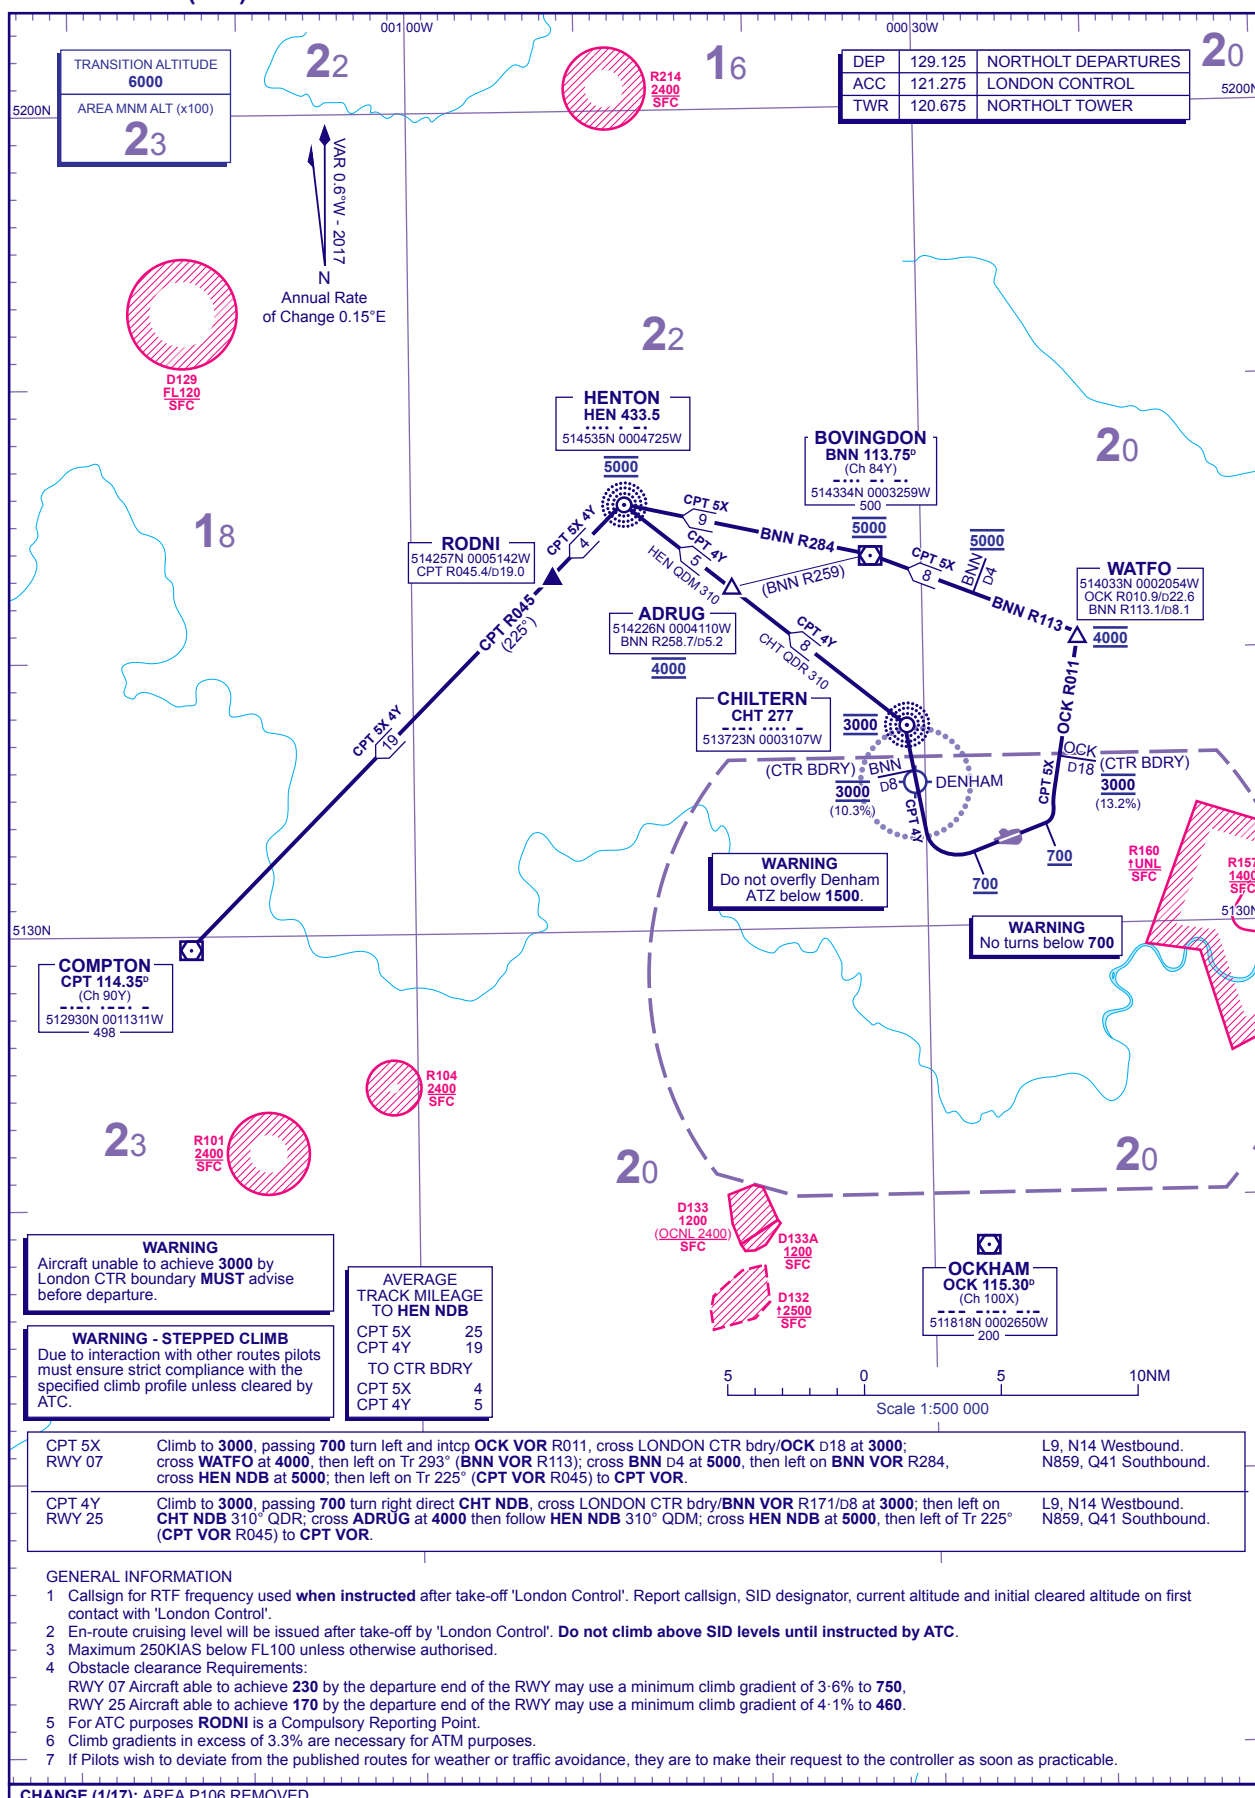 001 00W
000 30W
TRANSITION ALTITUDE
6000
AREA MNM ALT (x100)
23
22
R214
2400
SFC
16
DEP 129.125 NORTHOLT DEPARTURES
ACC 121.275 LONDON CONTROL
TWR 120.675 NORTHOLT TOWER
20
5200N
5200N
VAR 0.6°W - 2017
N
Annual Rate
of Change 0.15°E
D129
FL120
SFC
22
HENTON
HEN 433.5
514535N 0004725W
5000
BOVINGDON
BNN 113.75D
(Ch 84Y)
514334N 0003259W
500
5000
20
18
RODNI
514257N 0005142W
CPT R045.4/D19.0
CPT 5X 4Y
4
CPT 5X
9
BNN R284
CPT 4Y
5
HEN QDM 310
(BNN R259)
CPT 5X
8
BNN
D4
5000
BNN R113
WATFO
514033N 0002054W
OCK R010.9/D22.6
BNN R113.1/D8.1
4000
ADRUG
514226N 0004110W
BNN R258.7/D5.2
4000
CPT R045
(225°)
CPT 4Y
8
CHT QDR 310
CHILTERN
CHT 277
513723N 0003107W
3000
OCK R011
CPT 5X 4Y
19
(CTR BDRY)
BNN
D8
3000
(10.3%)
DENHAM
CPT 4Y
CPT 5X
OCK
D18
(CTR BDRY)
3000
(13.2%)
700
700
WARNING
Do not overfly Denham
ATZ below 1500.
R160
↑UNL
SFC
R157
1400
SFC
5130N
5130N
WARNING
No turns below 700
COMPTON
CPT 114.35D
(Ch 90Y)
512930N 0011311W
498
R104
2400
SFC
R101
2400
SFC
23
20
20
D133
1200
(OCNL 2400)
SFC
D133A
1200
SFC
D132
↑2500
SFC
OCKHAM
OCK 115.30D
(Ch 100X)
511818N 0002650W
200
WARNING
Aircraft unable to achieve 3000 by
London CTR boundary MUST advise
before departure.
WARNING - STEPPED CLIMB
Due to interaction with other routes pilots
must ensure strict compliance with the
specified climb profile unless cleared by
ATC.
AVERAGE
TRACK MILEAGE
TO HEN NDB
CPT 5X 25
CPT 4Y 19
TO CTR BDRY
CPT 5X 4
CPT 4Y 5
5 0 5 10NM
Scale 1:500 000
CPT 5X Climb to 3000, passing 700 turn left and intcp OCK VOR R011, cross LONDON CTR bdry/OCK D18 at 3000; L9, N14 Westbound.
RWY 07 cross WATFO at 4000, then left on Tr 293° (BNN VOR R113); cross BNN D4 at 5000, then left on BNN VOR R284, N859, Q41 Southbound.
cross HEN NDB at 5000; then left on Tr 225° (CPT VOR R045) to CPT VOR.
CPT 4Y Climb to 3000, passing 700 turn right direct CHT NDB, cross LONDON CTR bdry/BNN VOR R171/D8 at 3000; then left on L9, N14 Westbound.
RWY 25 CHT NDB 310° QDR; cross ADRUG at 4000 then follow HEN NDB 310° QDM; cross HEN NDB at 5000, then left of Tr 225° N859, Q41 Southbound.
(CPT VOR R045) to CPT VOR.
GENERAL INFORMATION
1 Callsign for RTF frequency used when instructed after take-off 'London Control'. Report callsign, SID designator, current altitude and initial cleared altitude on first
contact with 'London Control'.
2 En-route cruising level will be issued after take-off by 'London Control'. Do not climb above SID levels until instructed by ATC.
3 Maximum 250KIAS below FL100 unless otherwise authorised.
4 Obstacle clearance Requirements:
RWY 07 Aircraft able to achieve 230 by the departure end of the RWY may use a minimum climb gradient of 3·6% to 750,
RWY 25 Aircraft able to achieve 170 by the departure end of the RWY may use a minimum climb gradient of 4·1% to 460.
5 For ATC purposes RODNI is a Compulsory Reporting Point.
6 Climb gradients in excess of 3.3% are necessary for ATM purposes.
7 If Pilots wish to deviate from the published routes for weather or traffic avoidance, they are to make their request to the controller as soon as practicable.
CHANGE (1/17): AREA P106 REMOVED